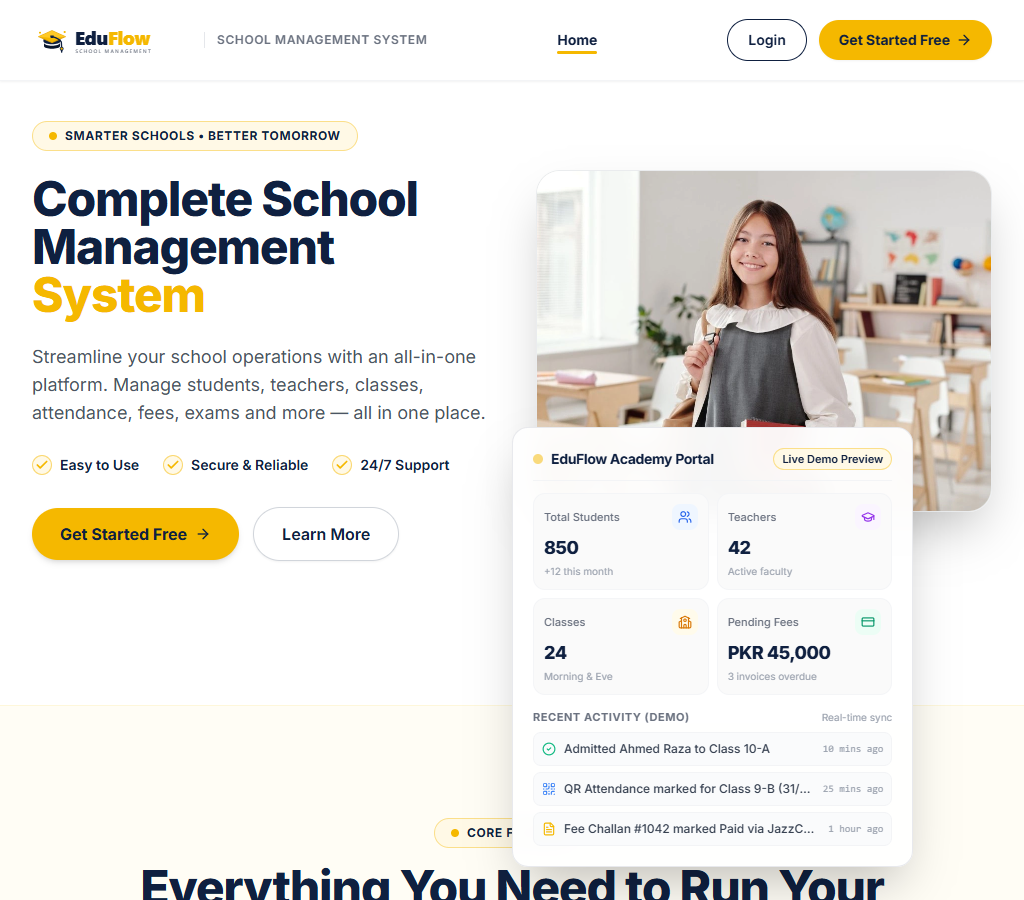 EduFlow
SCHOOL MANAGEMENT
SCHOOL MANAGEMENT SYSTEM
Home
Login
Get Started Free
SMARTER SCHOOLS • BETTER TOMORROW
Complete School
Management
System
Streamline your school operations with an all-in-one
platform. Manage students, teachers, classes,
attendance, fees, exams and more — all in one place.
Easy to Use
Secure & Reliable
24/7 Support
Get Started Free
Learn More
EduFlow Academy Portal
Live Demo Preview
Total Students
850
+12 this month
Teachers
42
Active faculty
Classes
24
Morning & Eve
Pending Fees
PKR 45,000
3 invoices overdue
RECENT ACTIVITY (DEMO)
Real-time sync
Admitted Ahmed Raza to Class 10-A
10 mins ago
QR Attendance marked for Class 9-B (31/...
25 mins ago
Fee Challan #1042 marked Paid via JazzC...
1 hour ago
CORE F
Everything You Need to Run Your